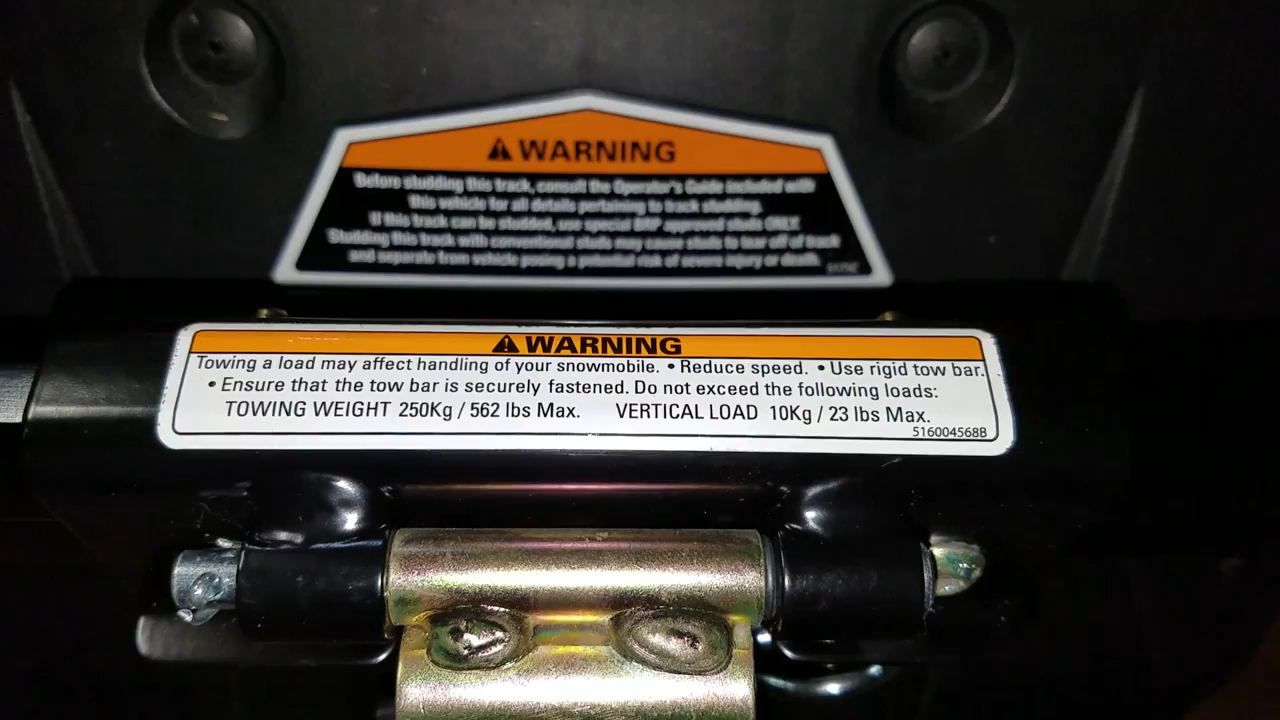 WARNING
Before studding this track, consult the Operator's Guide included with
this vehicle for all details pertaining to track studding.
If this track can be studded, use special BRP approved studs ONLY.
Studding this track with conventional studs may cause studs to tear off of track
and separate from vehicle posing a potential risk of severe injury or death.
WARNING
Towing a load may affect handling of your snowmobile. • Reduce speed. • Use rigid tow bar.
• Ensure that the tow bar is securely fastened. Do not exceed the following loads:
TOWING WEIGHT 250Kg / 562 lbs Max. VERTICAL LOAD 10Kg / 23 lbs Max.
516004568B